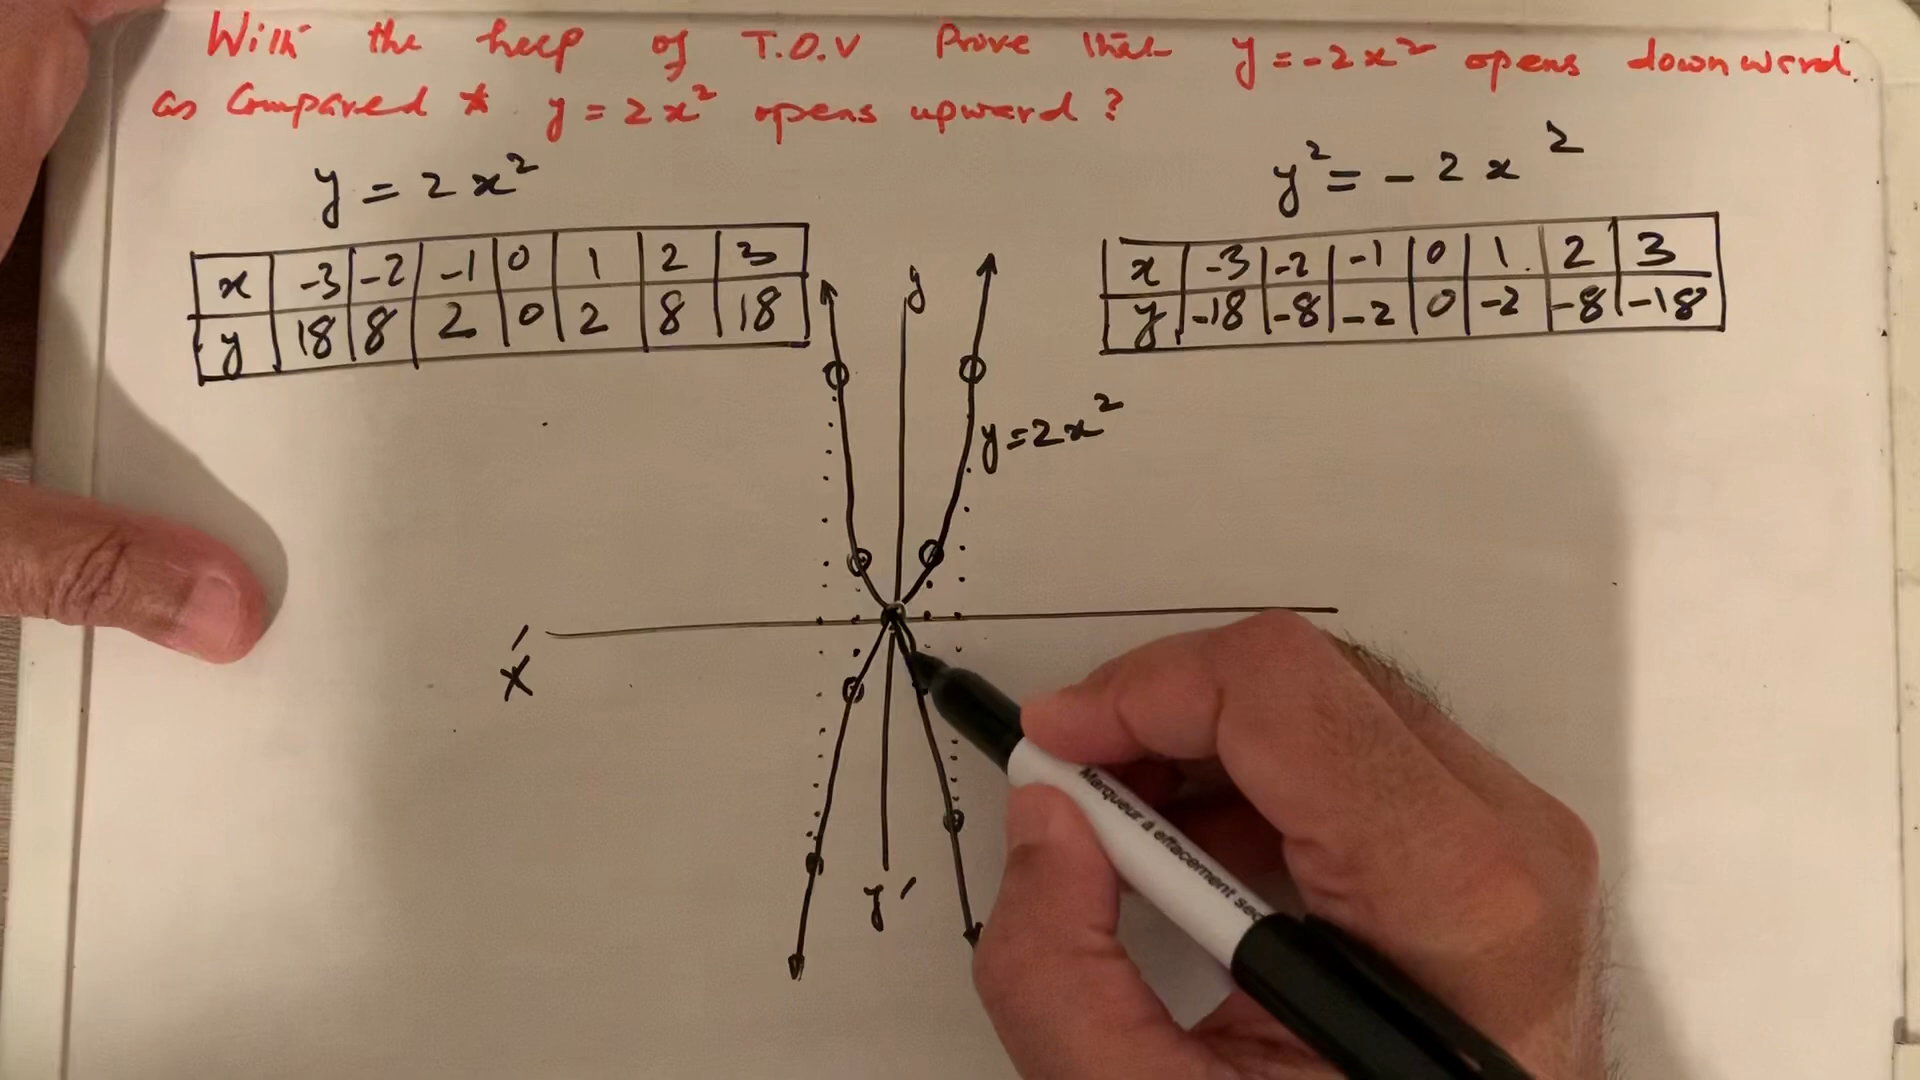 With the help of T.O.V Prove that y = -2x² opens downward
as Compared to y = 2x² opens upward ?
y = 2x²
y² = - 2x²
x -3 -2 -1 0 1 2 3
y 18 8 2 0 2 8 18
x -3 -2 -1 0 1 2 3
y -18 -8 -2 0 -2 -8 -18
y
y = 2x²
x'
y'
Marqueur à effacement sec